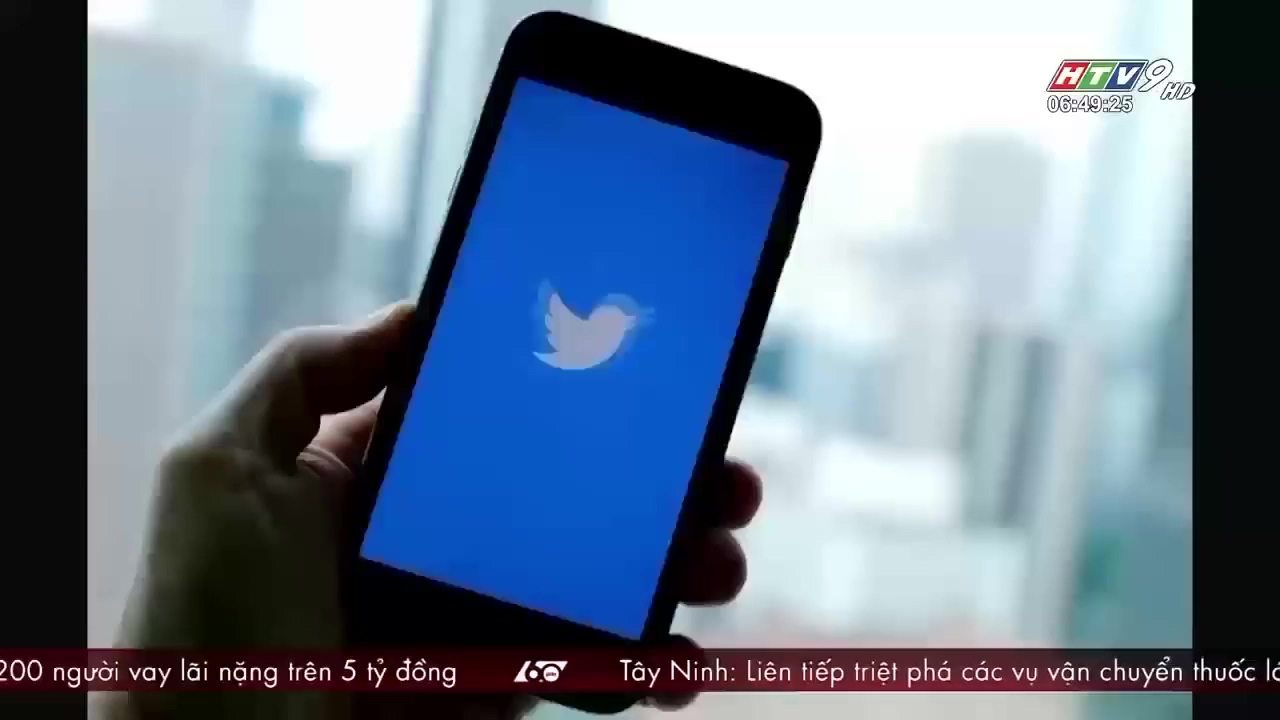 HTV9 HD
06:49:25
200 người vay lãi nặng trên 5 tỷ đồng
60 Tây Ninh: Liên tiếp triệt phá các vụ vận chuyển thuốc